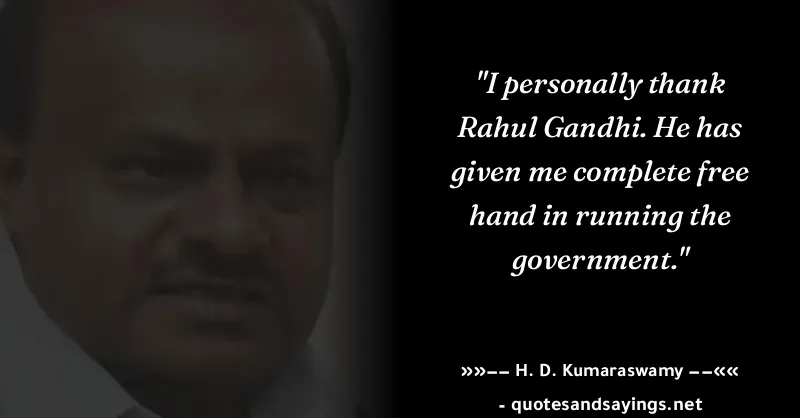 "I personally thank
Rahul Gandhi. He has
given me complete free
hand in running the
government."
»»–– H. D. Kumaraswamy ––««
- quotesandsayings.net